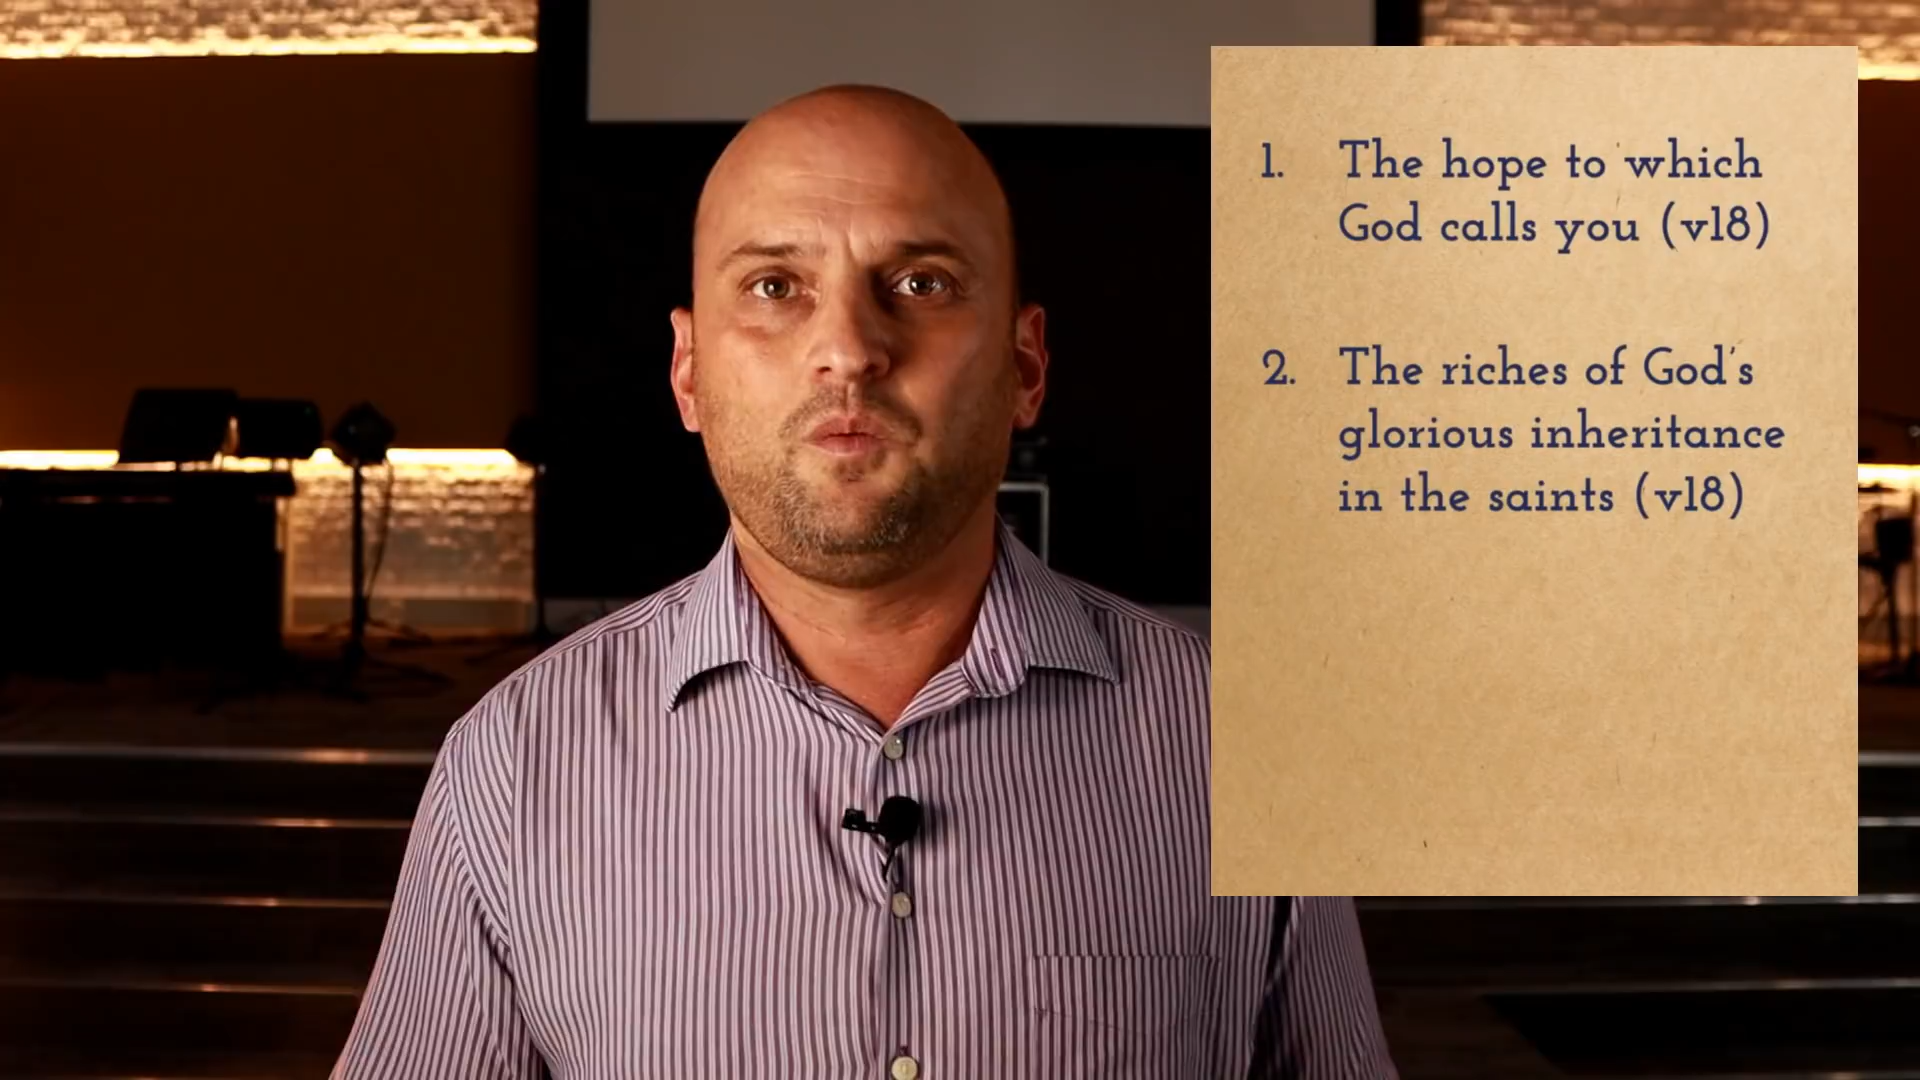 1. The hope to which
God calls you (v18)
2. The riches of God's
glorious inheritance
in the saints (v18)